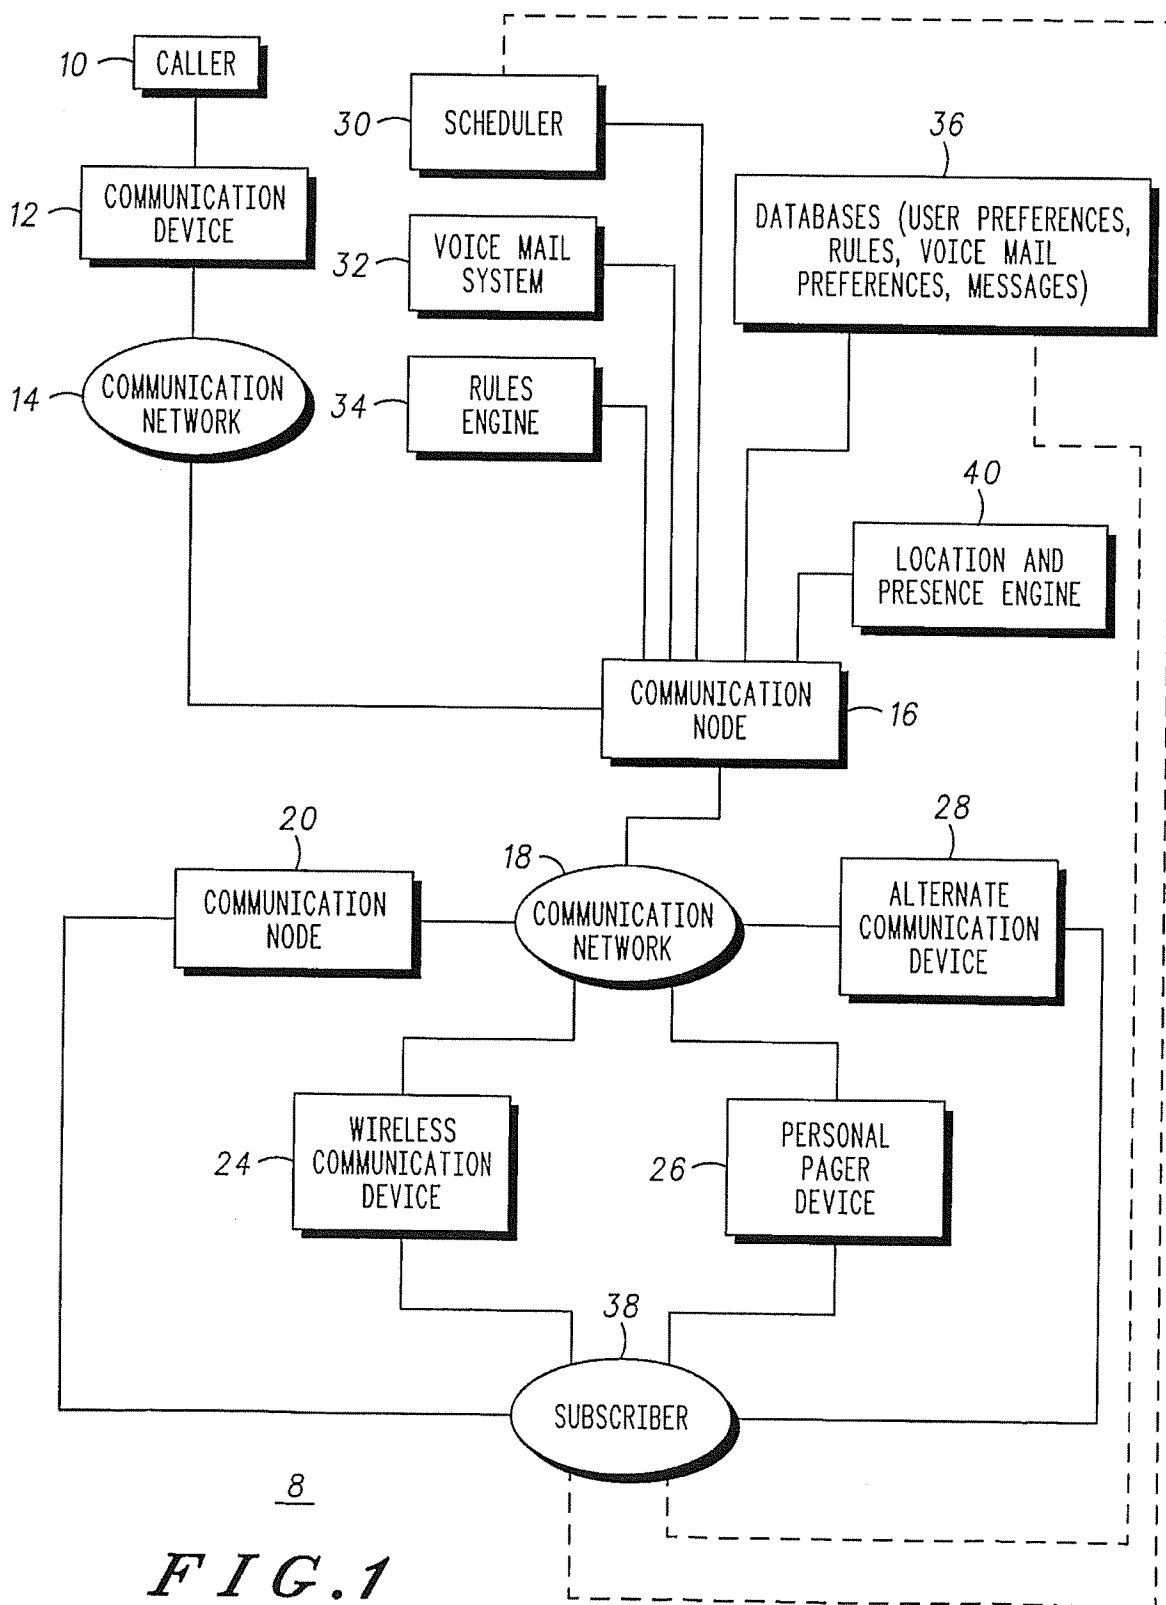 10
CALLER
30
SCHEDULER
36
12
COMMUNICATION
DEVICE
32
VOICE MAIL
SYSTEM
DATABASES (USER PREFERENCES,
RULES, VOICE MAIL
PREFERENCES, MESSAGES)
14
COMMUNICATION
NETWORK
34
RULES
ENGINE
40
LOCATION AND
PRESENCE ENGINE
COMMUNICATION
NODE
16
20
COMMUNICATION
NODE
18
COMMUNICATION
NETWORK
28
ALTERNATE
COMMUNICATION
DEVICE
24
WIRELESS
COMMUNICATION
DEVICE
26
PERSONAL
PAGER
DEVICE
38
SUBSCRIBER
8
FIG.1